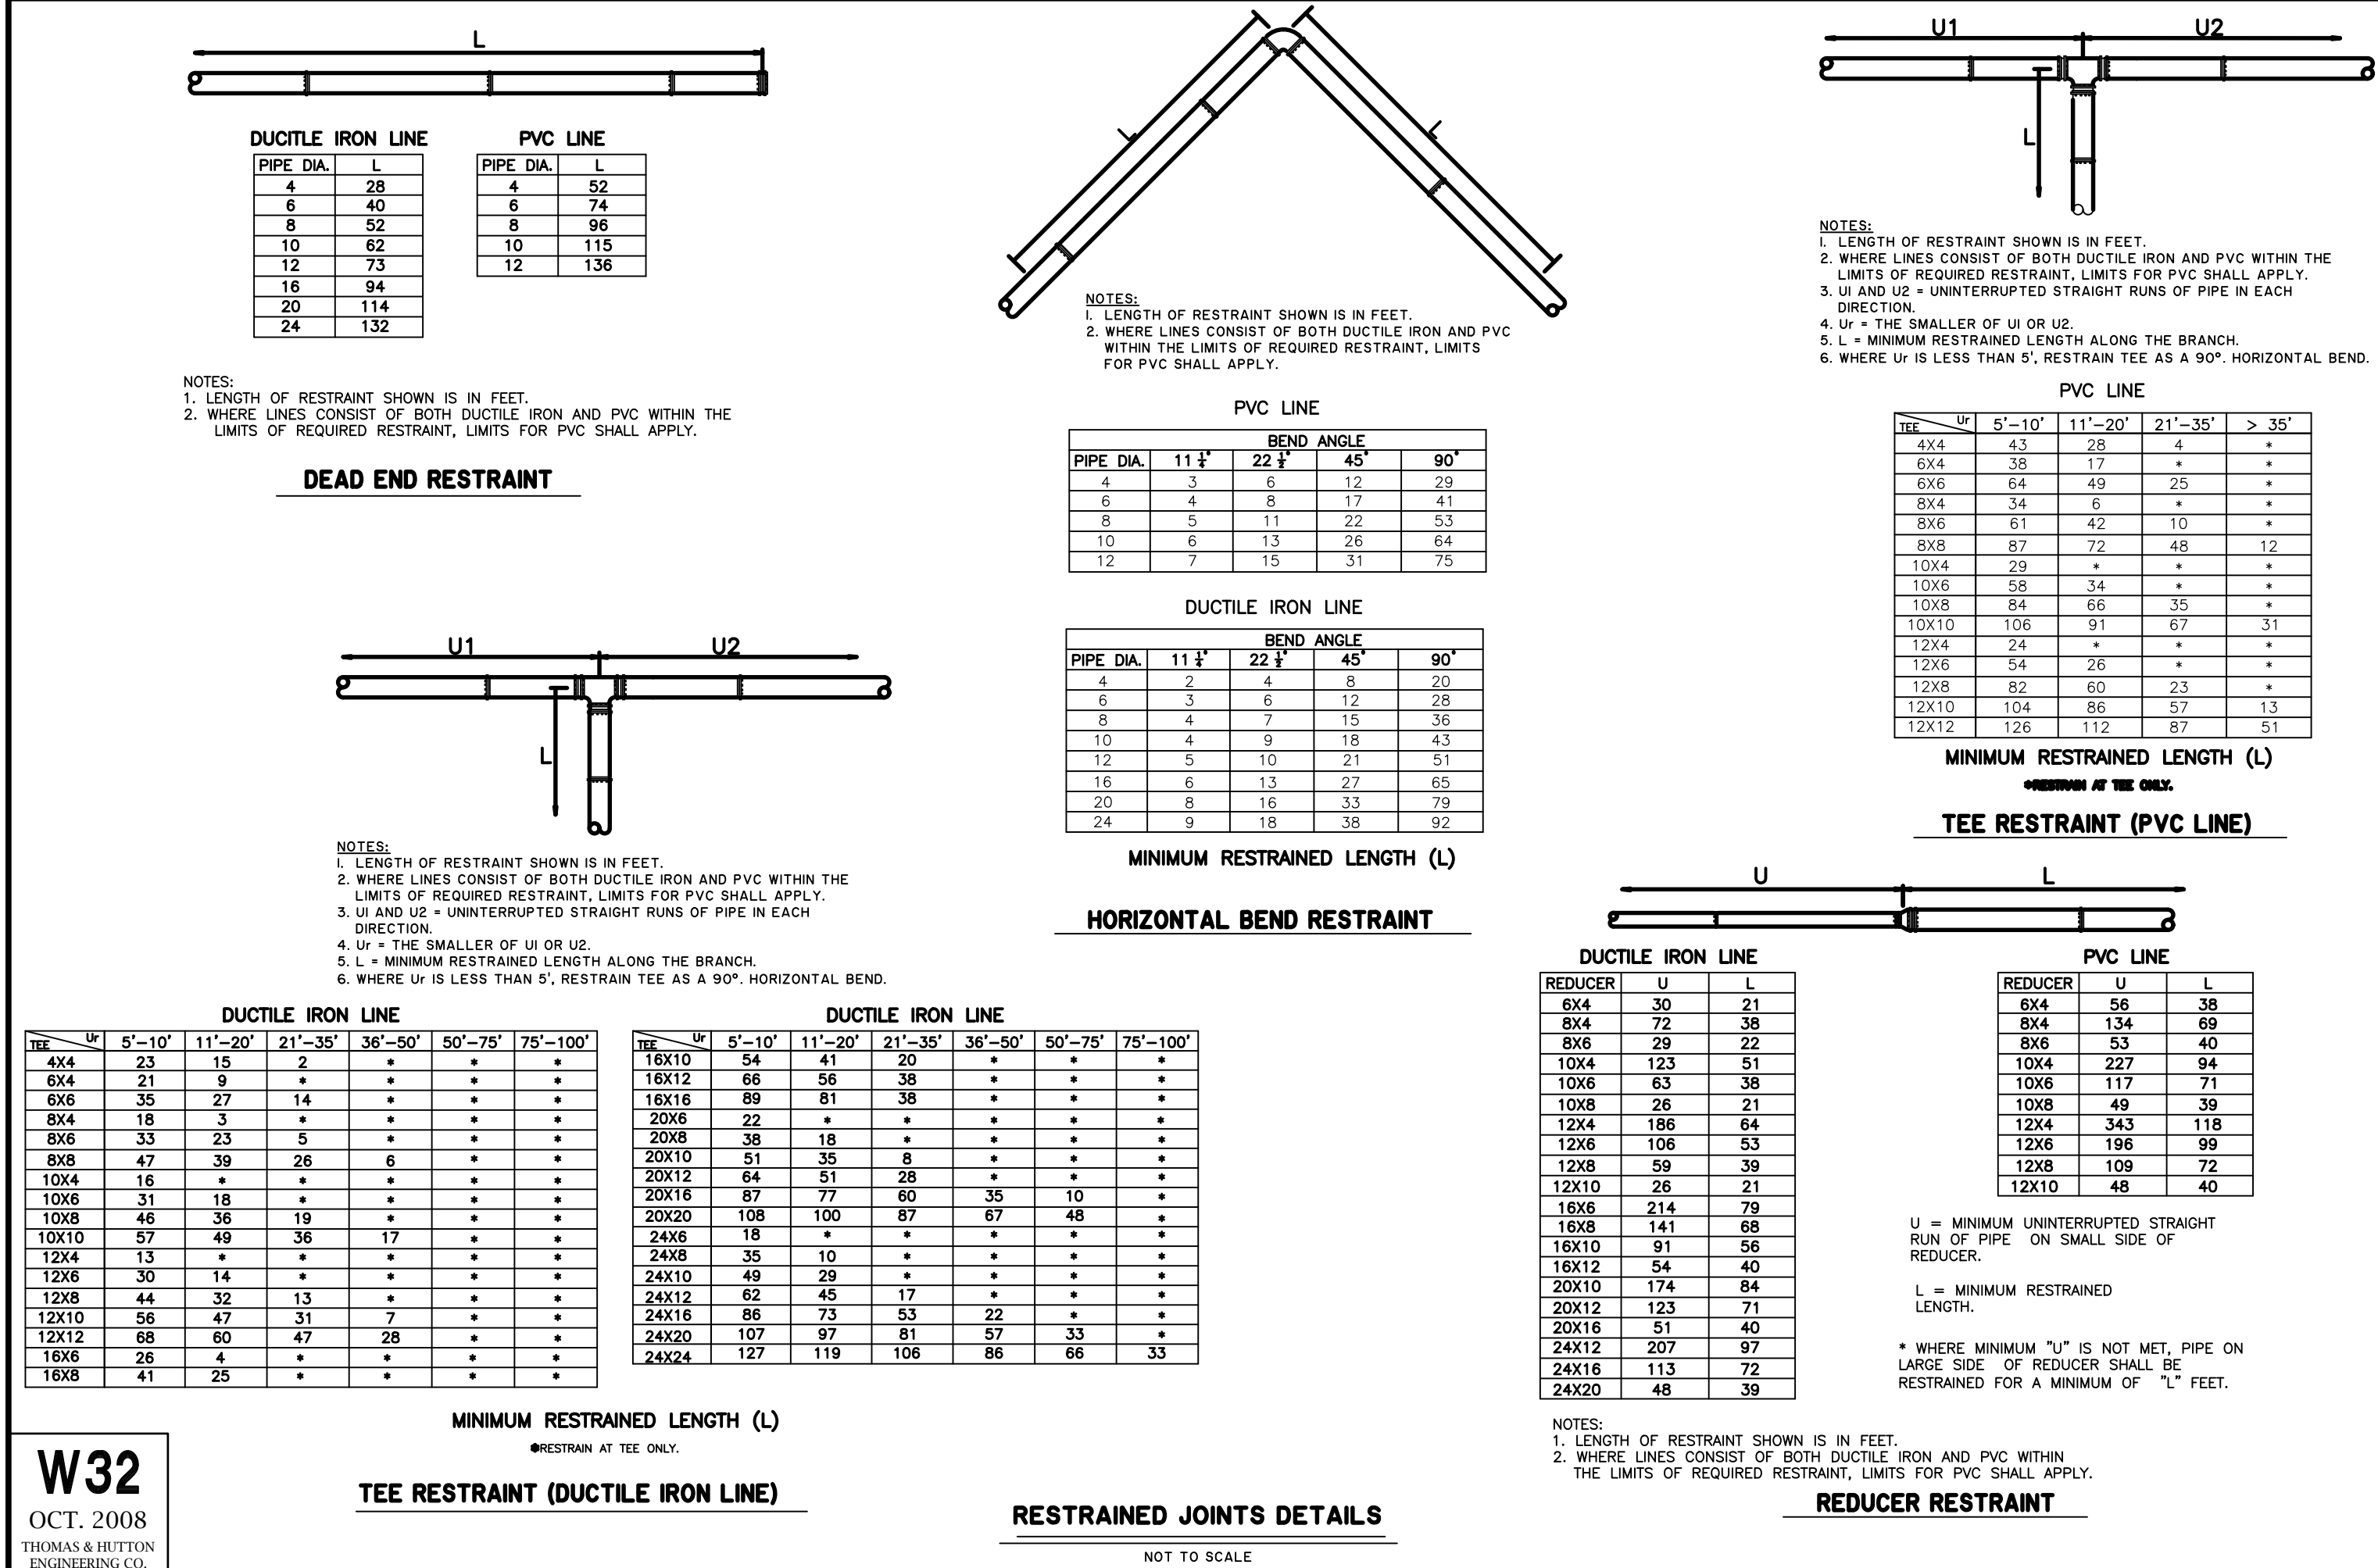 L
DUCITLE IRON LINE
PIPE DIA. L
4 28
6 40
8 52
10 62
12 73
16 94
20 114
24 132
PVC LINE
PIPE DIA. L
4 52
6 74
8 96
10 115
12 136
NOTES:
1. LENGTH OF RESTRAINT SHOWN IS IN FEET.
2. WHERE LINES CONSIST OF BOTH DUCTILE IRON AND PVC WITHIN THE
LIMITS OF REQUIRED RESTRAINT, LIMITS FOR PVC SHALL APPLY.
DEAD END RESTRAINT
L
L
NOTES:
1. LENGTH OF RESTRAINT SHOWN IS IN FEET.
2. WHERE LINES CONSIST OF BOTH DUCTILE IRON AND PVC
WITHIN THE LIMITS OF REQUIRED RESTRAINT, LIMITS
FOR PVC SHALL APPLY.
PVC LINE
BEND ANGLE
PIPE DIA. 11 1/4° 22 1/2° 45° 90°
4 3 6 12 29
6 4 8 17 41
8 5 11 22 53
10 6 13 26 64
12 7 15 31 75
DUCTILE IRON LINE
BEND ANGLE
PIPE DIA. 11 1/4° 22 1/2° 45° 90°
4 2 4 8 20
6 3 6 12 28
8 4 7 15 36
10 4 9 18 43
12 5 10 21 51
16 6 13 27 65
20 8 16 33 79
24 9 18 38 92
MINIMUM RESTRAINED LENGTH (L)
HORIZONTAL BEND RESTRAINT
U1 U2
L
NOTES:
1. LENGTH OF RESTRAINT SHOWN IS IN FEET.
2. WHERE LINES CONSIST OF BOTH DUCTILE IRON AND PVC WITHIN THE
LIMITS OF REQUIRED RESTRAINT, LIMITS FOR PVC SHALL APPLY.
3. U1 AND U2 = UNINTERRUPTED STRAIGHT RUNS OF PIPE IN EACH
DIRECTION.
4. Ur = THE SMALLER OF U1 OR U2.
5. L = MINIMUM RESTRAINED LENGTH ALONG THE BRANCH.
6. WHERE Ur IS LESS THAN 5', RESTRAIN TEE AS A 90°. HORIZONTAL BEND.
PVC LINE
TEE Ur 5'-10' 11'-20' 21'-35' > 35'
4X4 43 28 4 *
6X4 38 17 * *
6X6 64 49 25 *
8X4 34 6 * *
8X6 61 42 10 *
8X8 87 72 48 12
10X4 29 * * *
10X6 58 34 * *
10X8 84 66 35 *
10X10 106 91 67 31
12X4 24 * * *
12X6 54 26 * *
12X8 82 60 23 *
12X10 104 86 57 13
12X12 126 112 87 51
MINIMUM RESTRAINED LENGTH (L)
*RESTRAIN AT TEE ONLY.
TEE RESTRAINT (PVC LINE)
U1 U2
L
NOTES:
1. LENGTH OF RESTRAINT SHOWN IS IN FEET.
2. WHERE LINES CONSIST OF BOTH DUCTILE IRON AND PVC WITHIN THE
LIMITS OF REQUIRED RESTRAINT, LIMITS FOR PVC SHALL APPLY.
3. U1 AND U2 = UNINTERRUPTED STRAIGHT RUNS OF PIPE IN EACH
DIRECTION.
4. Ur = THE SMALLER OF U1 OR U2.
5. L = MINIMUM RESTRAINED LENGTH ALONG THE BRANCH.
6. WHERE Ur IS LESS THAN 5', RESTRAIN TEE AS A 90°. HORIZONTAL BEND.
DUCTILE IRON LINE
TEE Ur 5'-10' 11'-20' 21'-35' 36'-50' 50'-75' 75'-100'
4X4 23 15 2 * * *
6X4 21 9 * * * *
6X6 35 27 14 * * *
8X4 18 3 * * * *
8X6 33 23 5 * * *
8X8 47 39 26 6 * *
10X4 16 * * * * *
10X6 31 18 * * * *
10X8 46 36 19 * * *
10X10 57 49 36 17 * *
12X4 13 * * * * *
12X6 30 14 * * * *
12X8 44 32 13 * * *
12X10 56 47 31 7 * *
12X12 68 60 47 28 * *
16X6 26 4 * * * *
16X8 41 25 * * * *
DUCTILE IRON LINE
TEE Ur 5'-10' 11'-20' 21'-35' 36'-50' 50'-75' 75'-100'
16X10 54 41 20 * * *
16X12 66 56 38 * * *
16X16 89 81 38 * * *
20X6 22 * * * * *
20X8 38 18 * * * *
20X10 51 35 8 * * *
20X12 64 51 28 * * *
20X16 87 77 60 35 10 *
20X20 108 100 87 67 48 *
24X6 18 * * * * *
24X8 35 10 * * * *
24X10 49 29 * * * *
24X12 62 45 17 * * *
24X16 86 73 53 22 * *
24X20 107 97 81 57 33 *
24X24 127 119 106 86 66 33
MINIMUM RESTRAINED LENGTH (L)
*RESTRAIN AT TEE ONLY.
TEE RESTRAINT (DUCTILE IRON LINE)
U L
DUCTILE IRON LINE
REDUCER U L
6X4 30 21
8X4 72 38
8X6 29 22
10X4 123 51
10X6 63 38
10X8 26 21
12X4 186 64
12X6 106 53
12X8 59 39
12X10 26 21
16X6 214 79
16X8 141 68
16X10 91 56
16X12 54 40
20X10 174 84
20X12 123 71
20X16 51 40
24X12 207 97
24X16 113 72
24X20 48 39
PVC LINE
REDUCER U L
6X4 56 38
8X4 134 69
8X6 53 40
10X4 227 94
10X6 117 71
10X8 49 39
12X4 343 118
12X6 196 99
12X8 109 72
12X10 48 40
U = MINIMUM UNINTERRUPTED STRAIGHT
RUN OF PIPE ON SMALL SIDE OF
REDUCER.
L = MINIMUM RESTRAINED
LENGTH.
* WHERE MINIMUM "U" IS NOT MET, PIPE ON
LARGE SIDE OF REDUCER SHALL BE
RESTRAINED FOR A MINIMUM OF "L" FEET.
NOTES:
1. LENGTH OF RESTRAINT SHOWN IS IN FEET.
2. WHERE LINES CONSIST OF BOTH DUCTILE IRON AND PVC WITHIN
THE LIMITS OF REQUIRED RESTRAINT, LIMITS FOR PVC SHALL APPLY.
REDUCER RESTRAINT
RESTRAINED JOINTS DETAILS
NOT TO SCALE
W32
OCT. 2008
THOMAS & HUTTON
ENGINEERING CO.